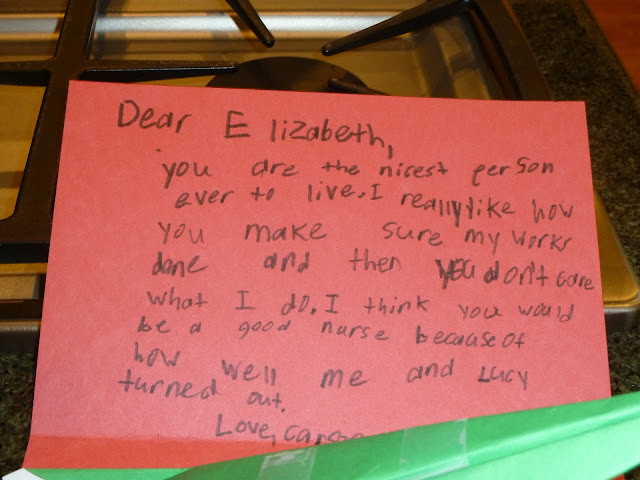 Dear Elizabeth,
you are the nicest person
ever to live. I really like how
you make sure my works
done and then you don't care
what I do. I think you would
be a good nurse because of
how well me and Lucy
turned out.
Love,